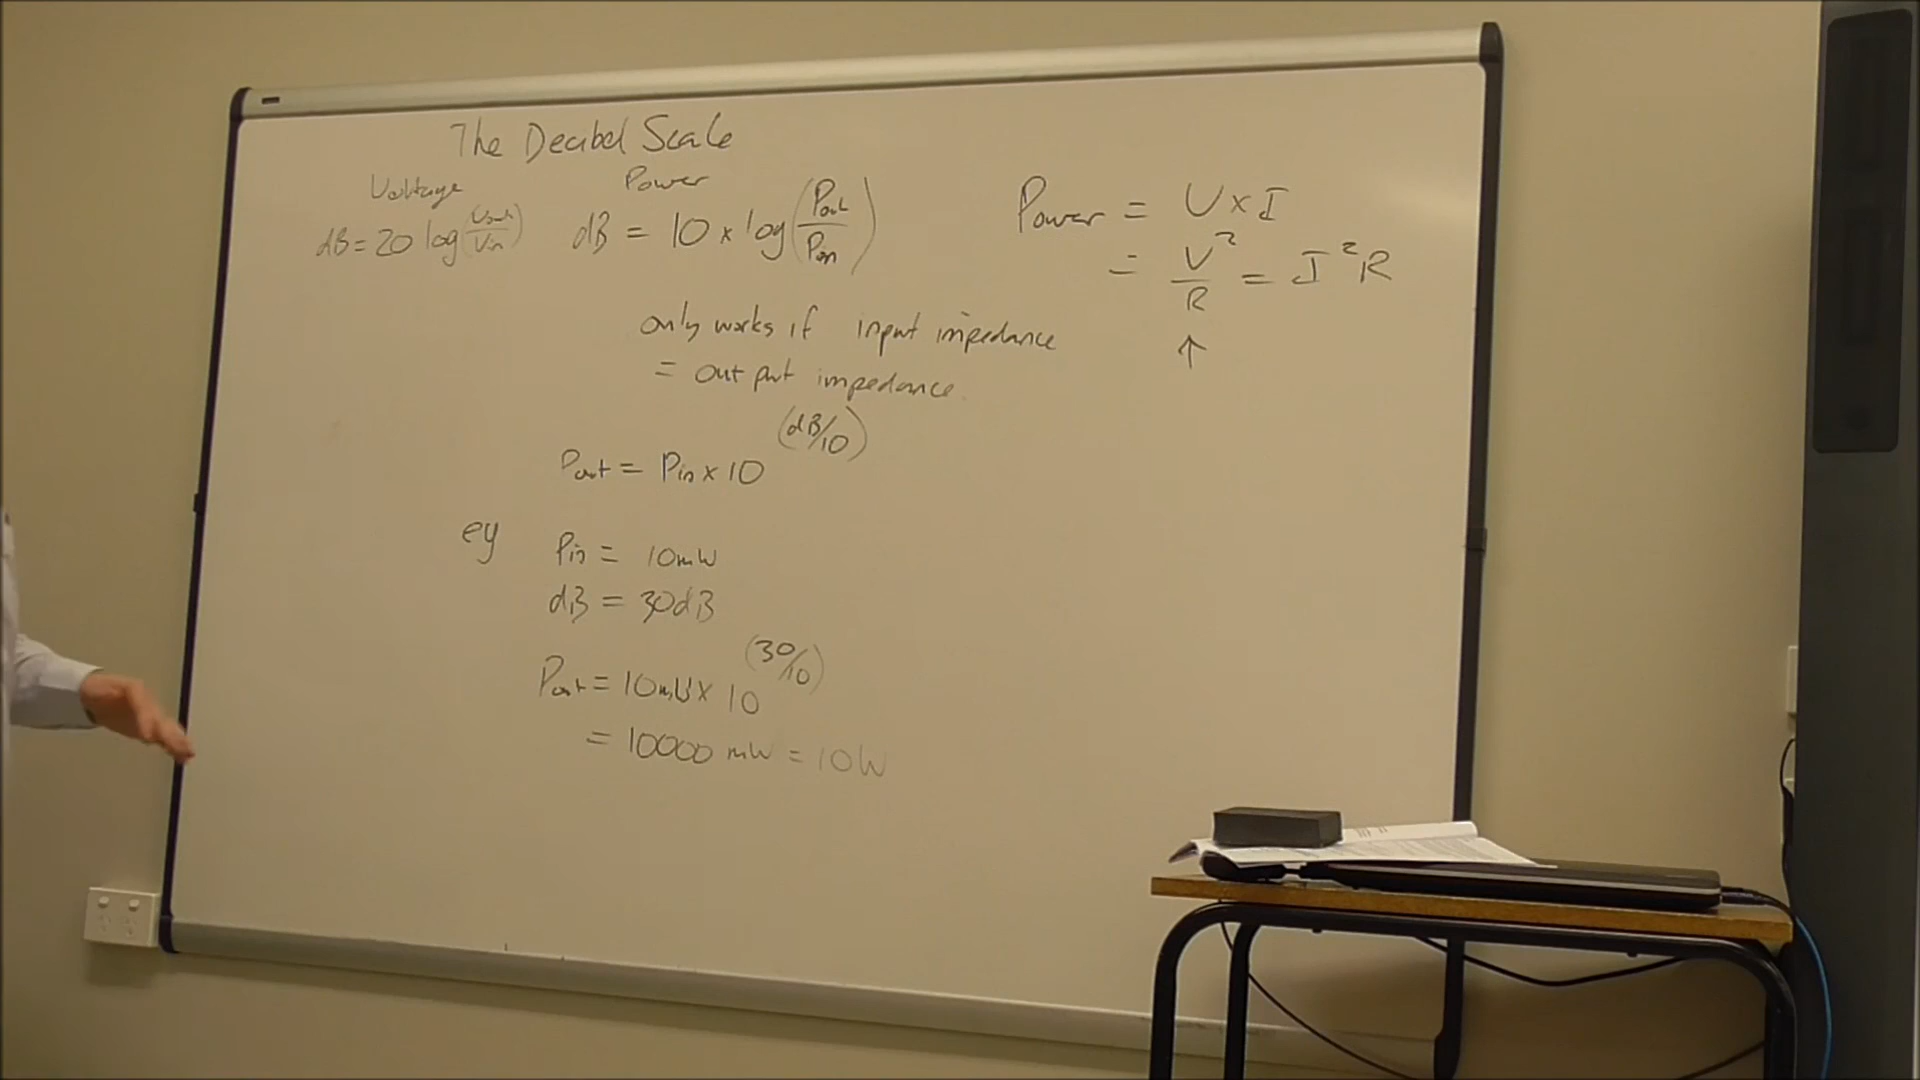 The Decibel Scale
Voltage
dB = 20 log (Vout/Vin)
Power
dB = 10 × log (Pout/Pin)
only works if input impedance
= output impedance
Pout = Pin × 10^(dB/10)
eg
Pin = 10mW
dB = 30dB
Pout = 10mW × 10^(30/10)
= 10000 mW = 10W
Power = V × I
= V²/R = I²R
↑